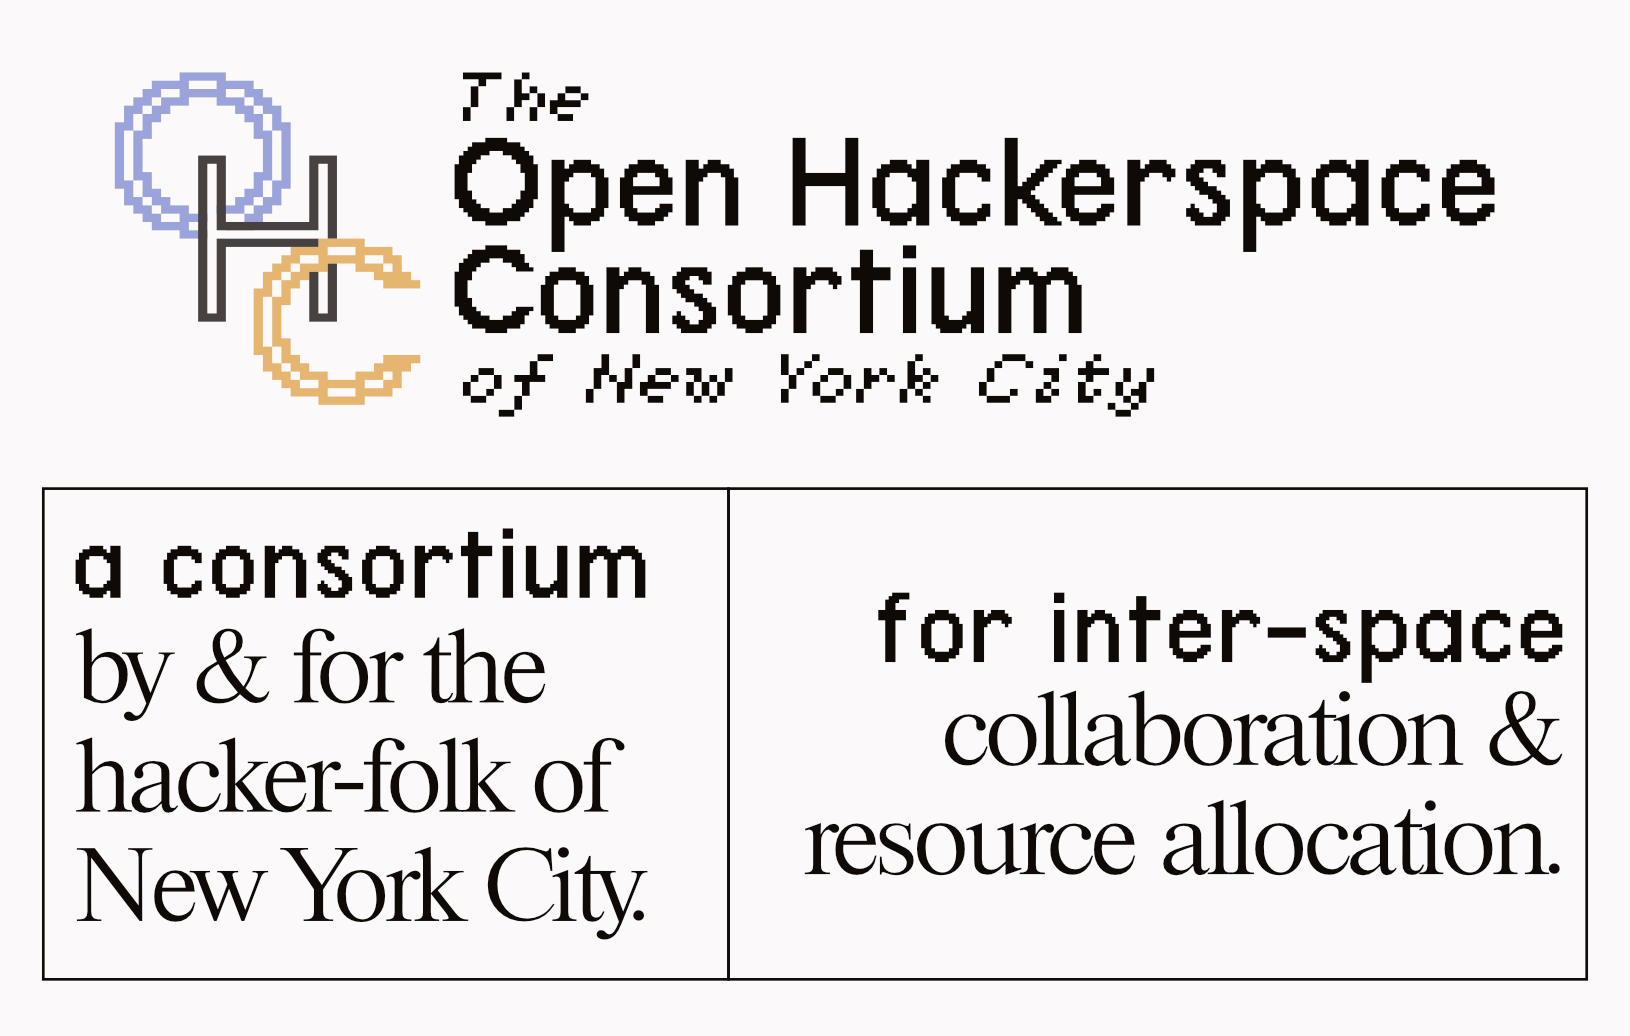 OHC
The
Open Hackerspace
Consortium
of New York City
a consortium
by & for the
hacker-folk of
New York City.
for inter-space
collaboration &
resource allocation.